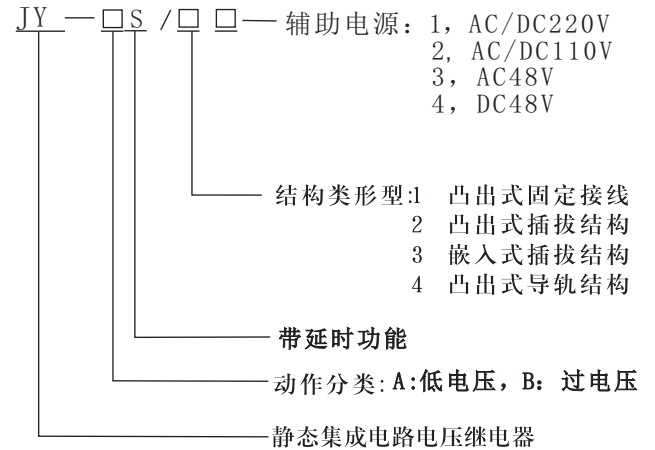 JY—□S/□□—辅助电源：1，AC/DC220V
2, AC/DC110V
3，AC48V
4，DC48V
结构类形型:1 凸出式固定接线
2 凸出式插拔结构
3 嵌入式插拔结构
4 凸出式导轨结构
带延时功能
动作分类:A:低电压，B：过电压
静态集成电路电压继电器